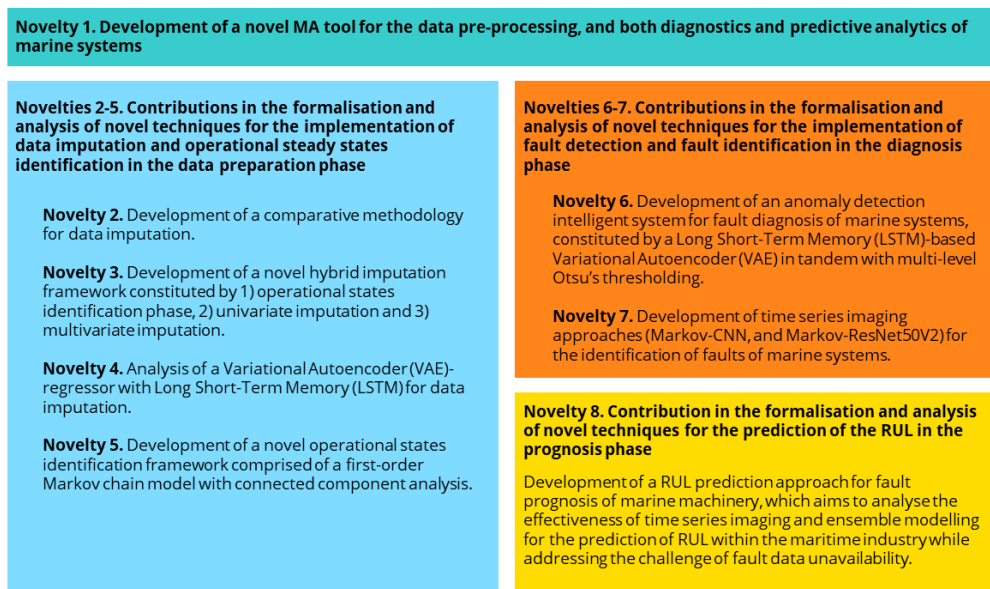 Novelty 1. Development of a novel MA tool for the data pre-processing, and both diagnostics and predictive analytics of
marine systems
Novelties 2-5. Contributions in the formalisation and
analysis of novel techniques for the implementation of
data imputation and operational steady states
identification in the data preparation phase
Novelty 2. Development of a comparative methodology
for data imputation.
Novelty 3. Development of a novel hybrid imputation
framework constituted by 1) operational states
identification phase, 2) univariate imputation and 3)
multivariate imputation.
Novelty 4. Analysis of a Variational Autoencoder (VAE)-
regressor with Long Short-Term Memory (LSTM) for data
imputation.
Novelty 5. Development of a novel operational states
identification framework comprised of a first-order
Markov chain model with connected component analysis.
Novelties 6-7. Contributions in the formalisation and
analysis of novel techniques for the implementation of
fault detection and fault identification in the diagnosis
phase
Novelty 6. Development of an anomaly detection
intelligent system for fault diagnosis of marine systems,
constituted by a Long Short-Term Memory (LSTM)-based
Variational Autoencoder (VAE) in tandem with multi-level
Otsu's thresholding.
Novelty 7. Development of time series imaging
approaches (Markov-CNN, and Markov-ResNet50V2) for
the identification of faults of marine systems.
Novelty 8. Contribution in the formalisation and analysis
of novel techniques for the prediction of the RUL in the
prognosis phase
Development of a RUL prediction approach for fault
prognosis of marine machinery, which aims to analyse the
effectiveness of time series imaging and ensemble modelling
for the prediction of RUL within the maritime industry while
addressing the challenge of fault data unavailability.